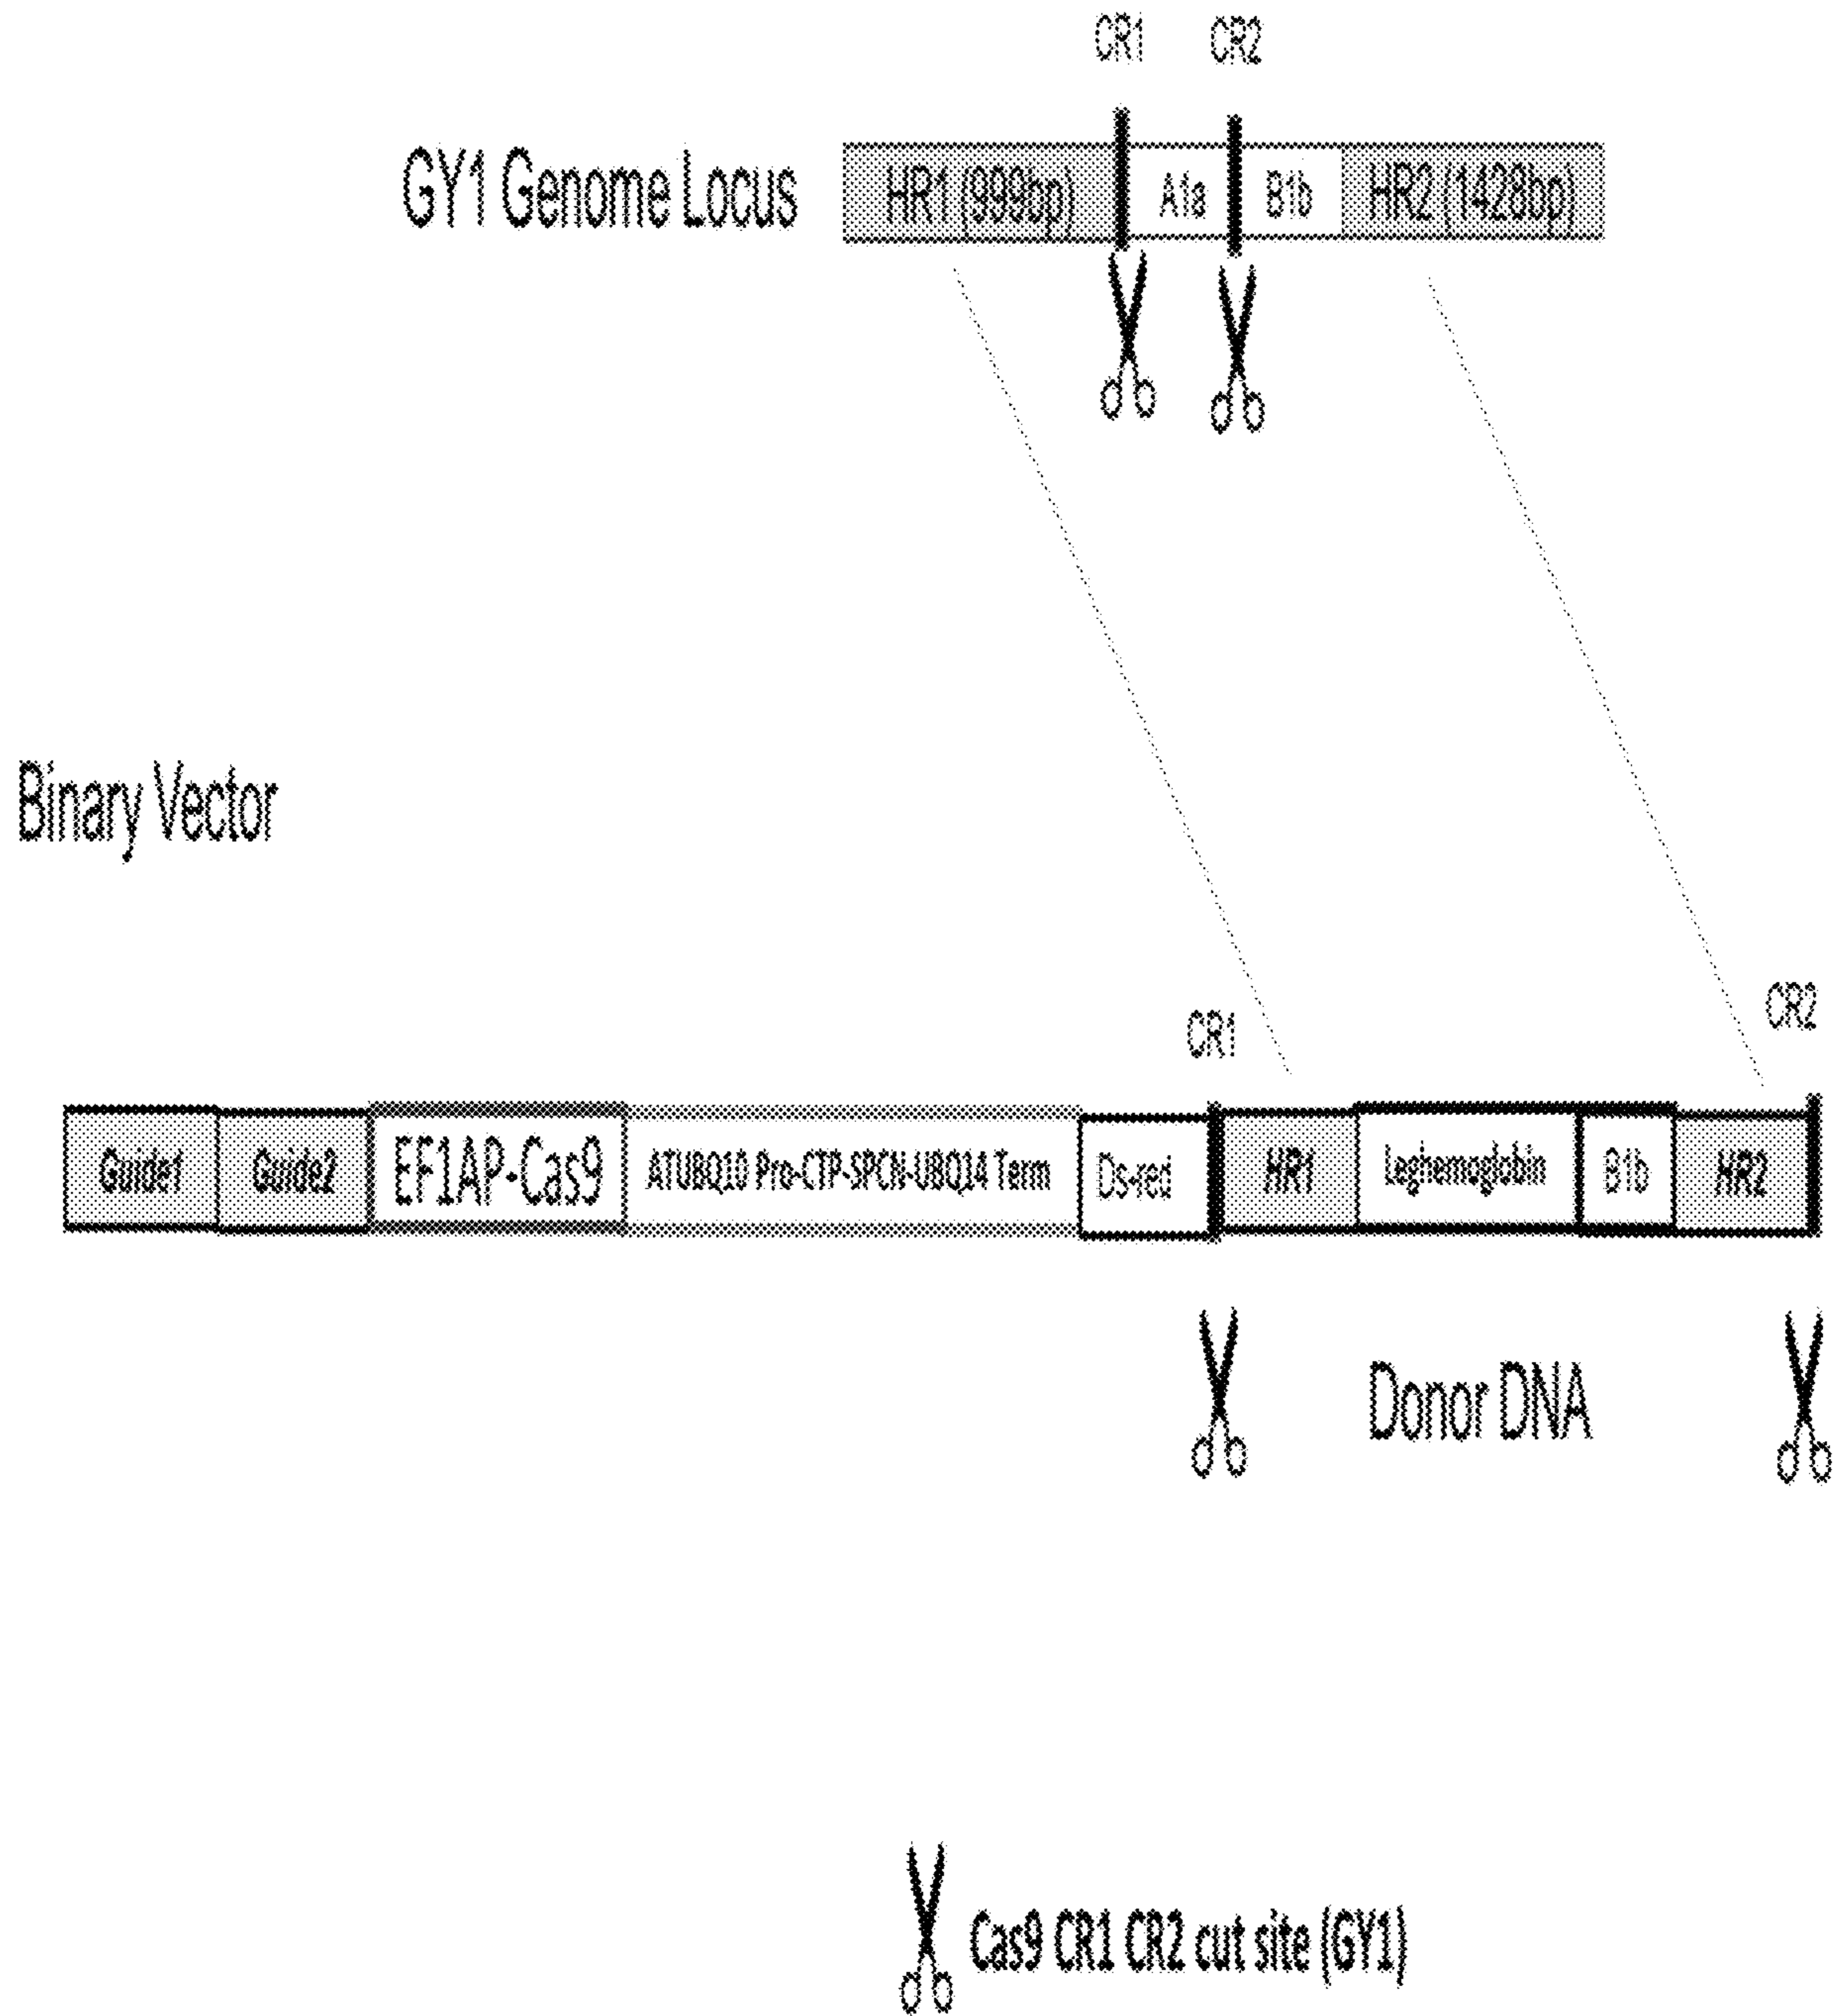 CR1 CR2
GY1 Genome Locus HR1 (999bp) A1a B1b HR2 (1428bp)
Binary Vector
CR1 CR2
Guide1 Guide2 EF1AP-Cas9 ATUBQ10 Pro-CTP-SPCN-UBQ14 Term Ds-red HR1 Leghemoglobin B1b HR2
Donor DNA
Cas9 CR1 CR2 cut site (GY1)